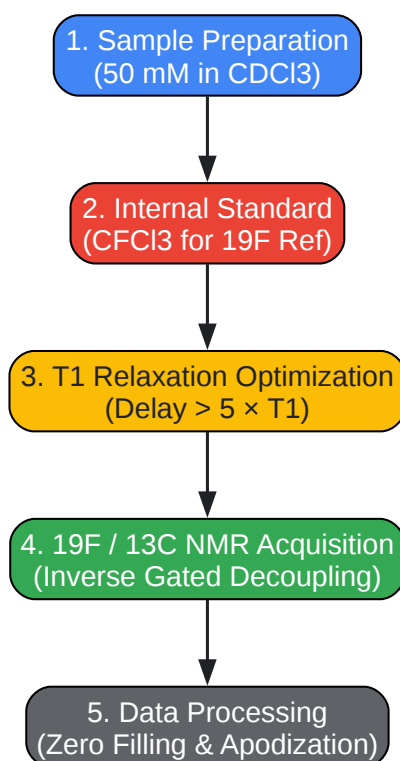 1. Sample Preparation
(50 mM in CDCl3)
2. Internal Standard
(CFCl3 for 19F Ref)
3. T1 Relaxation Optimization
(Delay > 5 × T1)
4. 19F / 13C NMR Acquisition
(Inverse Gated Decoupling)
5. Data Processing
(Zero Filling & Apodization)